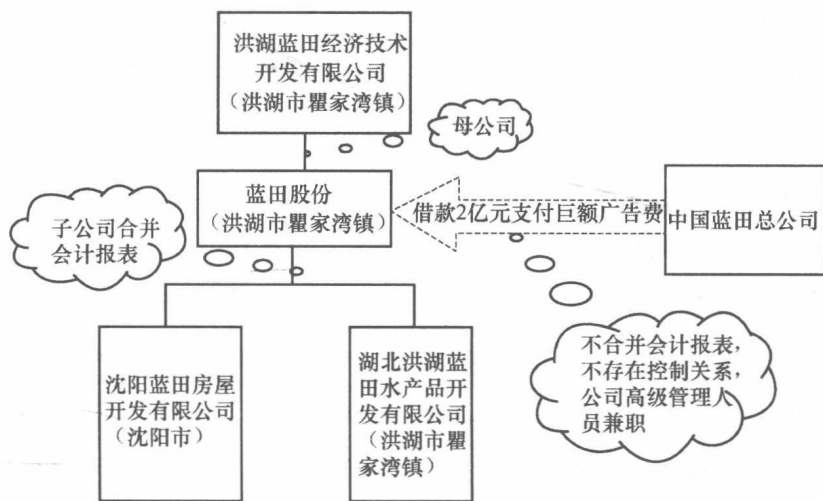 洪湖蓝田经济技术
开发有限公司
（洪湖市瞿家湾镇）
母公司
蓝田股份
（洪湖市瞿家湾镇）
借款2亿元支付巨额广告费
中国蓝田总公司
子公司合并
会计报表
沈阳蓝田房屋
开发有限公司
（沈阳市）
湖北洪湖蓝
田水产品开
发有限公司
（洪湖市瞿
家湾镇）
不合并会计报表，
不存在控制关系，
公司高级管理人
员兼职